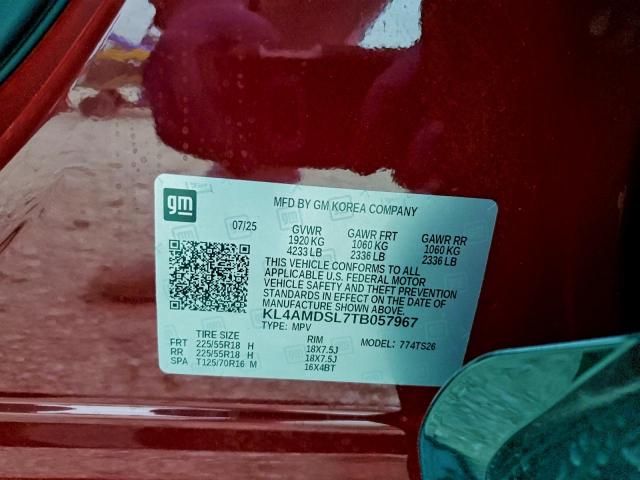 gm
MFD BY GM KOREA COMPANY
07/25 GVWR GAWR FRT GAWR RR
1920 KG 1060 KG 1060 KG
4233 LB 2336 LB 2336 LB
THIS VEHICLE CONFORMS TO ALL
APPLICABLE U.S. FEDERAL MOTOR
VEHICLE SAFETY AND THEFT PREVENTION
STANDARDS IN EFFECT ON THE DATE OF
MANUFACTURE SHOWN ABOVE.
KL4AMDSL7TB057967
TYPE: MPV MODEL: 774TS26
TIRE SIZE RIM
FRT 225/55R18 H 18X7.5J
RR 225/55R18 H 18X7.5J
SPA T125/70R16 M 16X4BT